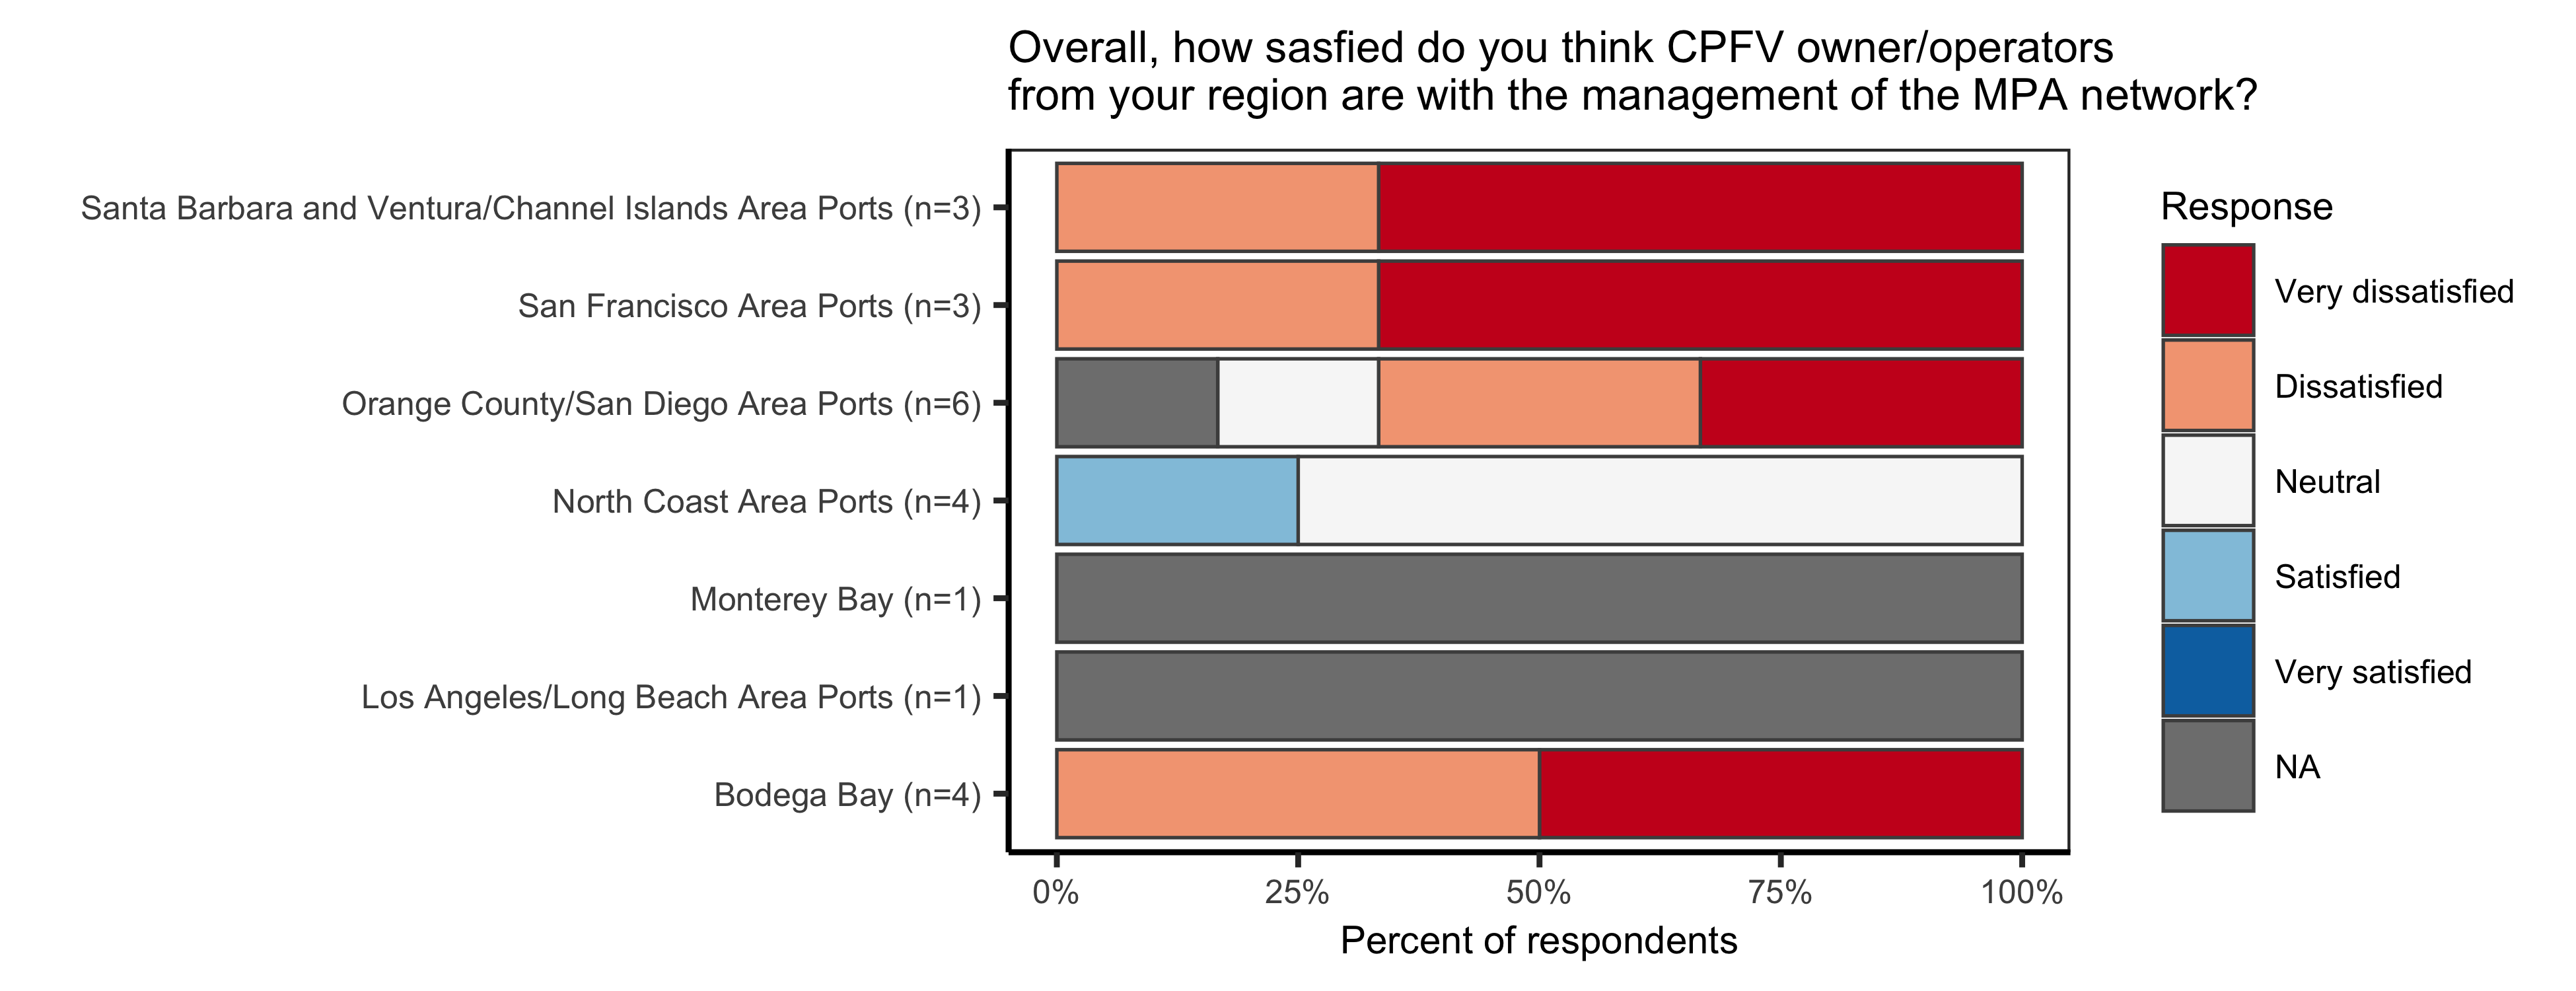 Overall, how sasfied do you think CPFV owner/operators
from your region are with the management of the MPA network?
Santa Barbara and Ventura/Channel Islands Area Ports (n=3)
San Francisco Area Ports (n=3)
Orange County/San Diego Area Ports (n=6)
North Coast Area Ports (n=4)
Monterey Bay (n=1)
Los Angeles/Long Beach Area Ports (n=1)
Bodega Bay (n=4)
0%
25%
50%
75%
100%
Percent of respondents
Response
Very dissatisfied
Dissatisfied
Neutral
Satisfied
Very satisfied
NA